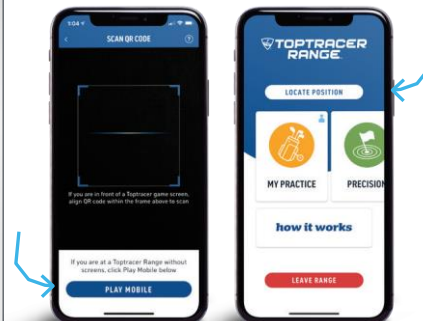 1:04
SCAN QR CODE
?
If you are in front of a Toptracer game screen,
align QR code within the frame above to scan
If you are at a Toptracer Range without
screens, click Play Mobile below
PLAY MOBILE
TOPTRACER
RANGE
LOCATE POSITION
MY PRACTICE
PRECISION
how it works
LEAVE RANGE